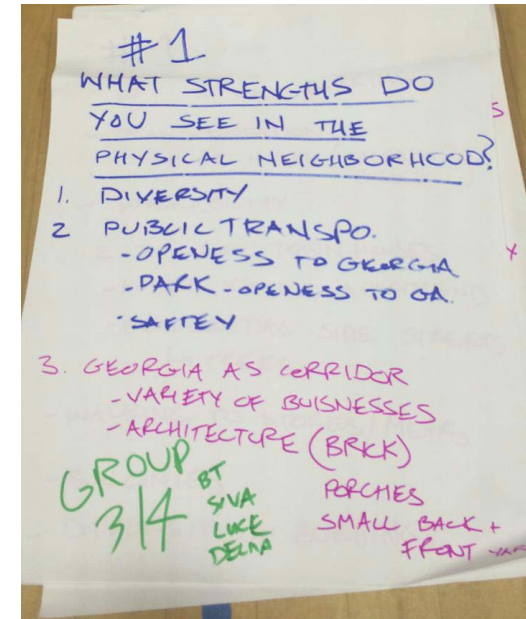 #1
WHAT STRENGTHS DO
YOU SEE IN THE
PHYSICAL NEIGHBORHOOD?
1. DIVERSITY
2 PUBLIC TRANSPO.
- OPENESS TO GEORGIA
- PARK - OPENESS TO GA.
- SAFTEY
3. GEORGIA AS CORRIDOR
- VARIETY OF BUISNESSES
- ARCHITECTURE (BRICK)
PORCHES
SMALL BACK +
FRONT
GROUP
3/4
BT
SIVA
LUKE